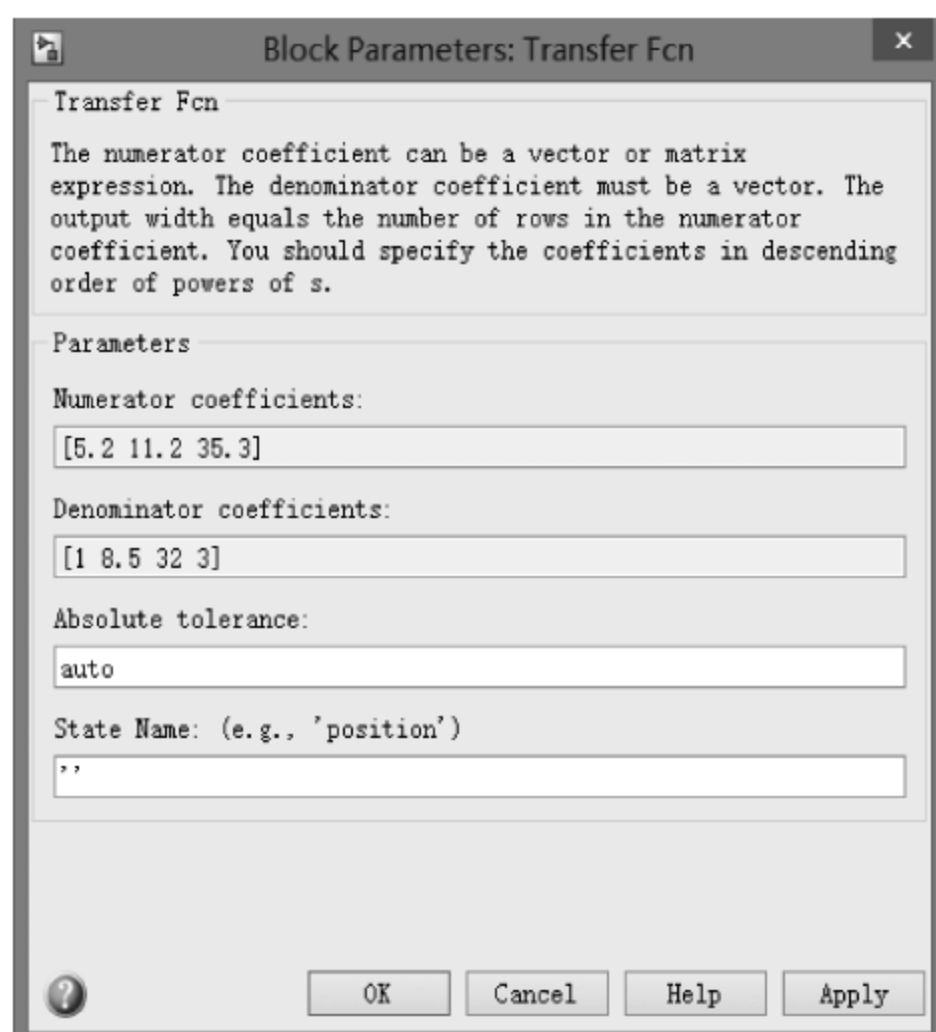 Block Parameters: Transfer Fcn
×
Transfer Fcn
The numerator coefficient can be a vector or matrix
expression. The denominator coefficient must be a vector. The
output width equals the number of rows in the numerator
coefficient. You should specify the coefficients in descending
order of powers of s.
Parameters
Numerator coefficients:
[5.2 11.2 35.3]
Denominator coefficients:
[1 8.5 32 3]
Absolute tolerance:
auto
State Name: (e.g., 'position')
''
?
OK
Cancel
Help
Apply